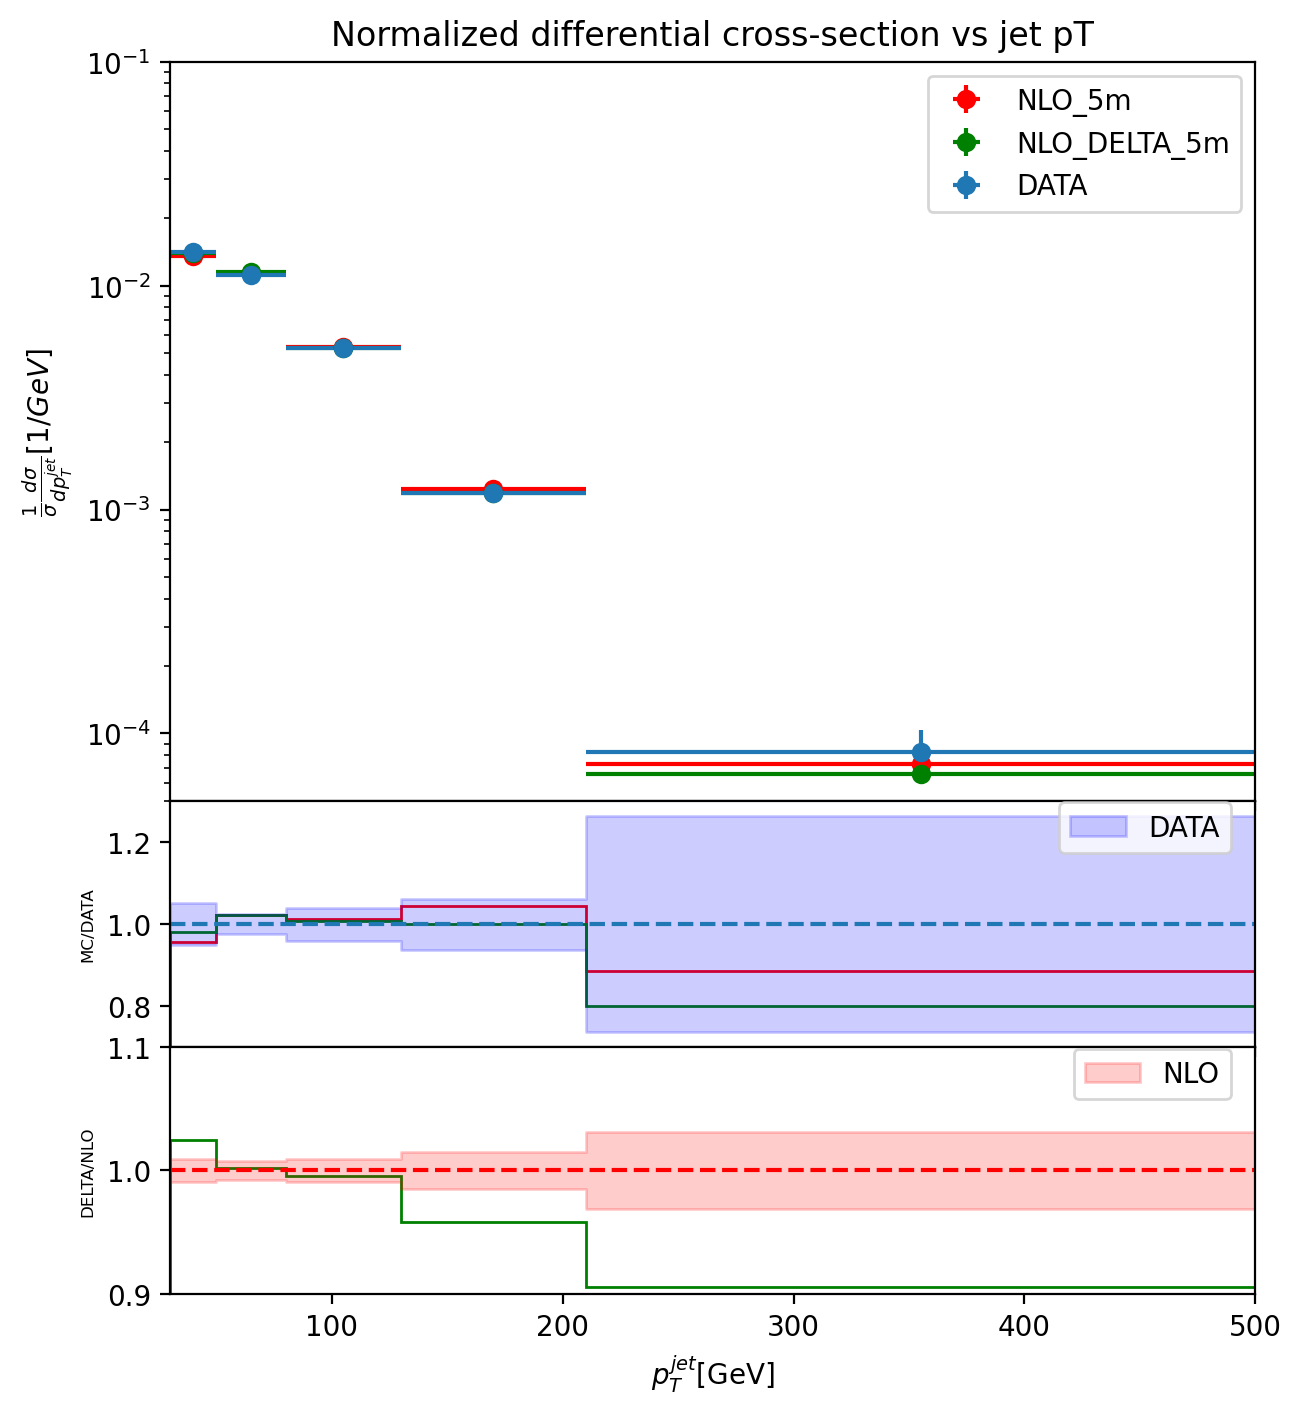 Normalized differential cross-section vs jet pT
10⁻¹
10⁻²
10⁻³
10⁻⁴
1/σ dσ/dp_T^{jet} [1/GeV]
NLO_5m
NLO_DELTA_5m
DATA
1.2
1.0
0.8
MC/DATA
DATA
1.1
1.0
0.9
DELTA/NLO
NLO
100 200 300 400 500
p_T^{jet}[GeV]